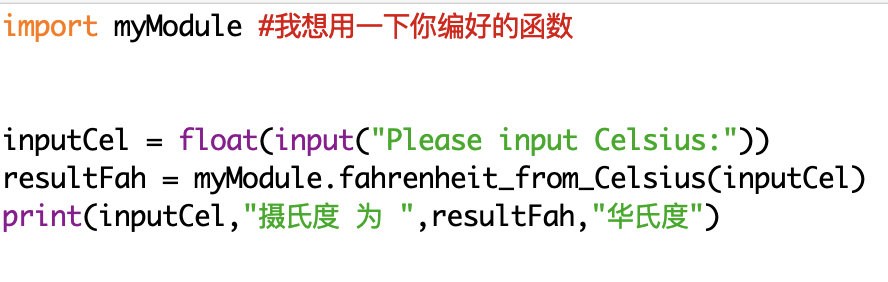 import myModule #我想用一下你编好的函数
inputCel = float(input("Please input Celsius:"))
resultFah = myModule.fahrenheit_from_Celsius(inputCel)
print(inputCel,"摄氏度 为 ",resultFah,"华氏度")